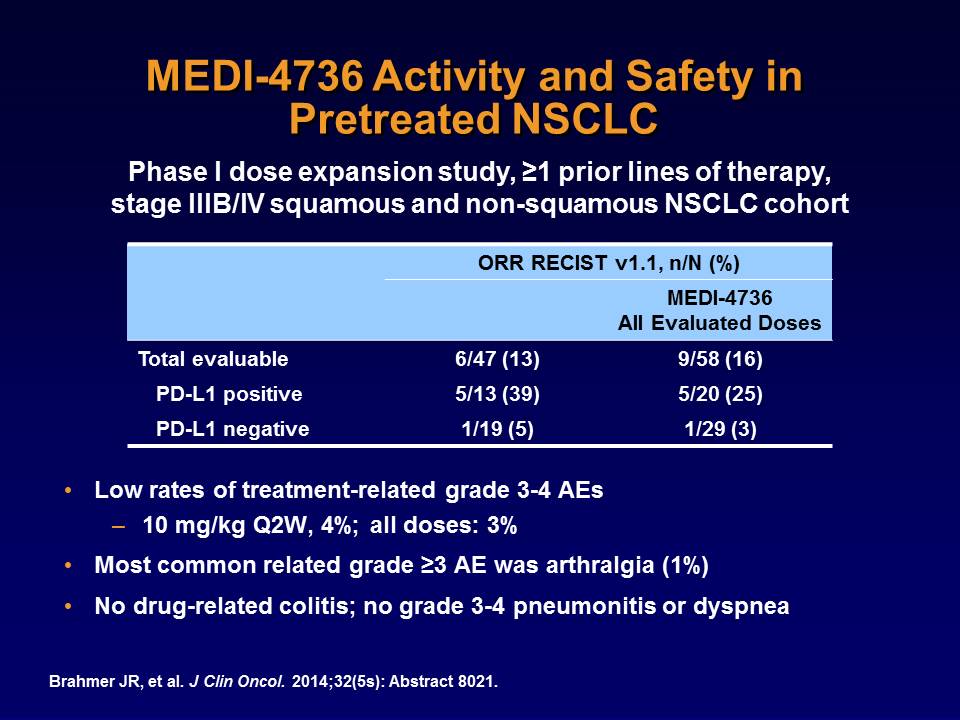 MEDI-4736 Activity and Safety in
Pretreated NSCLC
Phase I dose expansion study, ≥1 prior lines of therapy,
stage IIIB/IV squamous and non-squamous NSCLC cohort
ORR RECIST v1.1, n/N (%)
MEDI-4736
All Evaluated Doses
Total evaluable 6/47 (13) 9/58 (16)
PD-L1 positive 5/13 (39) 5/20 (25)
PD-L1 negative 1/19 (5) 1/29 (3)
• Low rates of treatment-related grade 3-4 AEs
– 10 mg/kg Q2W, 4%; all doses: 3%
• Most common related grade ≥3 AE was arthralgia (1%)
• No drug-related colitis; no grade 3-4 pneumonitis or dyspnea
Brahmer JR, et al. J Clin Oncol. 2014;32(5s): Abstract 8021.